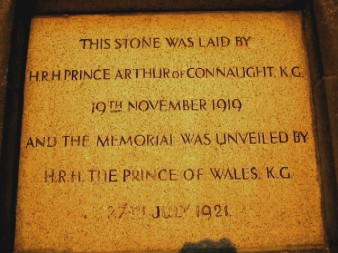 THIS STONE WAS LAID BY
H.R.H PRINCE ARTHUR OF CONNAUGHT, K.G.
19TH NOVEMBER 1919
AND THE MEMORIAL WAS UNVEILED BY
H.R.H. THE PRINCE OF WALES, K.G
27TH JULY 1921.